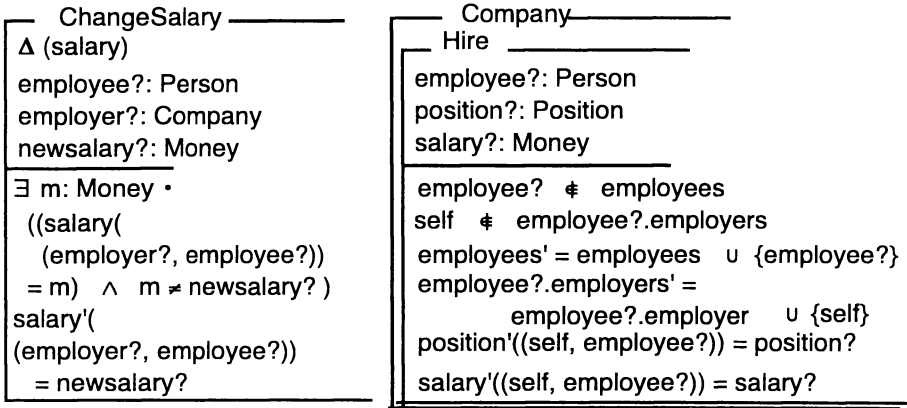 ChangeSalary
Δ (salary)
employee?: Person
employer?: Company
newsalary?: Money
∃ m: Money •
((salary(
(employer?, employee?))
= m) ∧ m ≠ newsalary? )
salary'(
(employer?, employee?))
= newsalary?
Company
Hire
employee?: Person
position?: Position
salary?: Money
employee? ∉ employees
self ∉ employee?.employers
employees' = employees ∪ {employee?}
employee?.employers' =
employee?.employer ∪ {self}
position'((self, employee?)) = position?
salary'((self, employee?)) = salary?